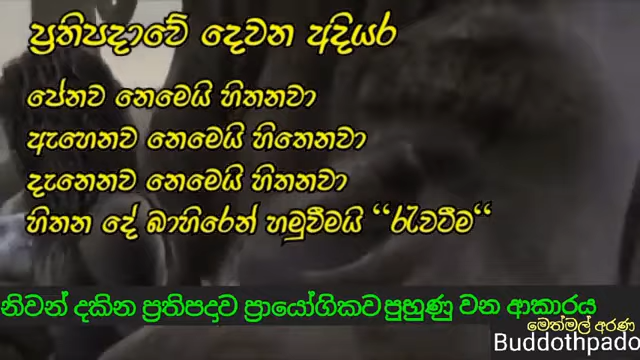 ප්‍රතිපදාවේ දෙවන අදියර
පේනව නෙමෙයි හිතනවා
ඇහෙනව නෙමෙයි හිතෙනවා
දැනෙනව නෙමෙයි හිතනවා
හිතන දේ බාහිරෙන් හමුවීමයි “රැවටීම“
නිවන් දකින ප්‍රතිපදාව ප්‍රායෝගිකව පුහුණු වන ආකාරය
මෙත්මල් අරණ
Buddothpado